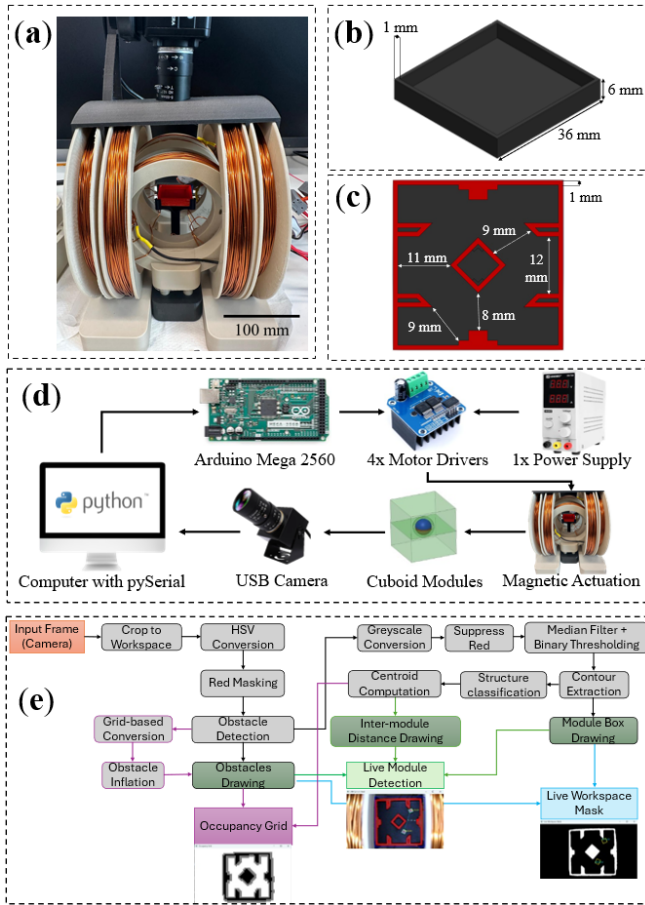 (a)
100 mm
(b)
1 mm
6 mm
36 mm
(c)
1 mm
9 mm
11 mm
12
mm
8 mm
9 mm
(d)
Arduino Mega 2560
4x Motor Drivers
1x Power Supply
python
Computer with pySerial
USB Camera
Cuboid Modules
Magnetic Actuation
(e)
Input Frame
(Camera)
Crop to
Workspace
HSV
Conversion
Greyscale
Conversion
Suppress
Red
Median Filter +
Binary Thresholding
Red Masking
Centroid
Computation
Structure
classification
Contour
Extraction
Grid-based
Conversion
Obstacle
Detection
Inter-module
Distance Drawing
Module Box
Drawing
Obstacle
Inflation
Obstacles
Drawing
Live Module
Detection
Occupancy Grid
Live Workspace
Mask